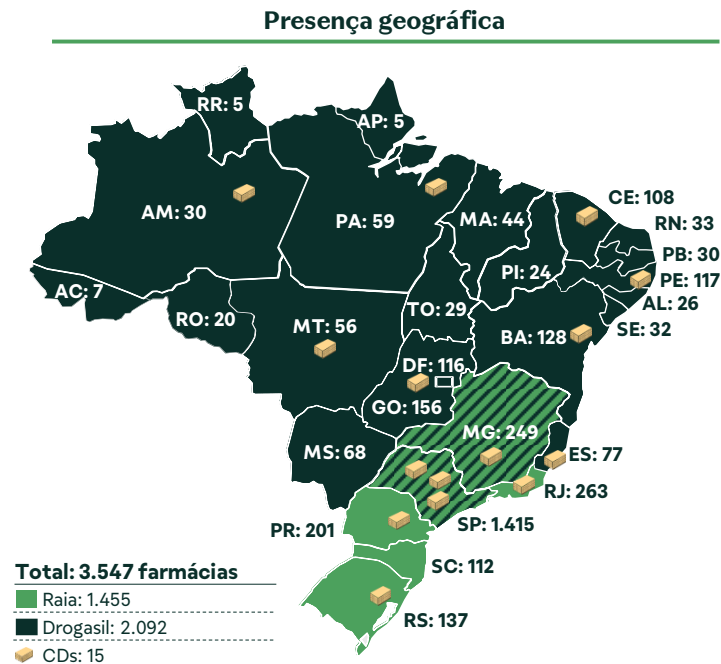 Presença geográfica
RR: 5
AP: 5
AM: 30
PA: 59
MA: 44
CE: 108
RN: 33
PB: 30
PI: 24
PE: 117
AL: 26
AC: 7
RO: 20
MT: 56
TO: 29
BA: 128
SE: 32
DF: 116
GO: 156
MS: 68
MG: 249
ES: 77
RJ: 263
PR: 201
SP: 1.415
SC: 112
RS: 137
Total: 3.547 farmácias
Raia: 1.455
Drogasil: 2.092
CDs: 15